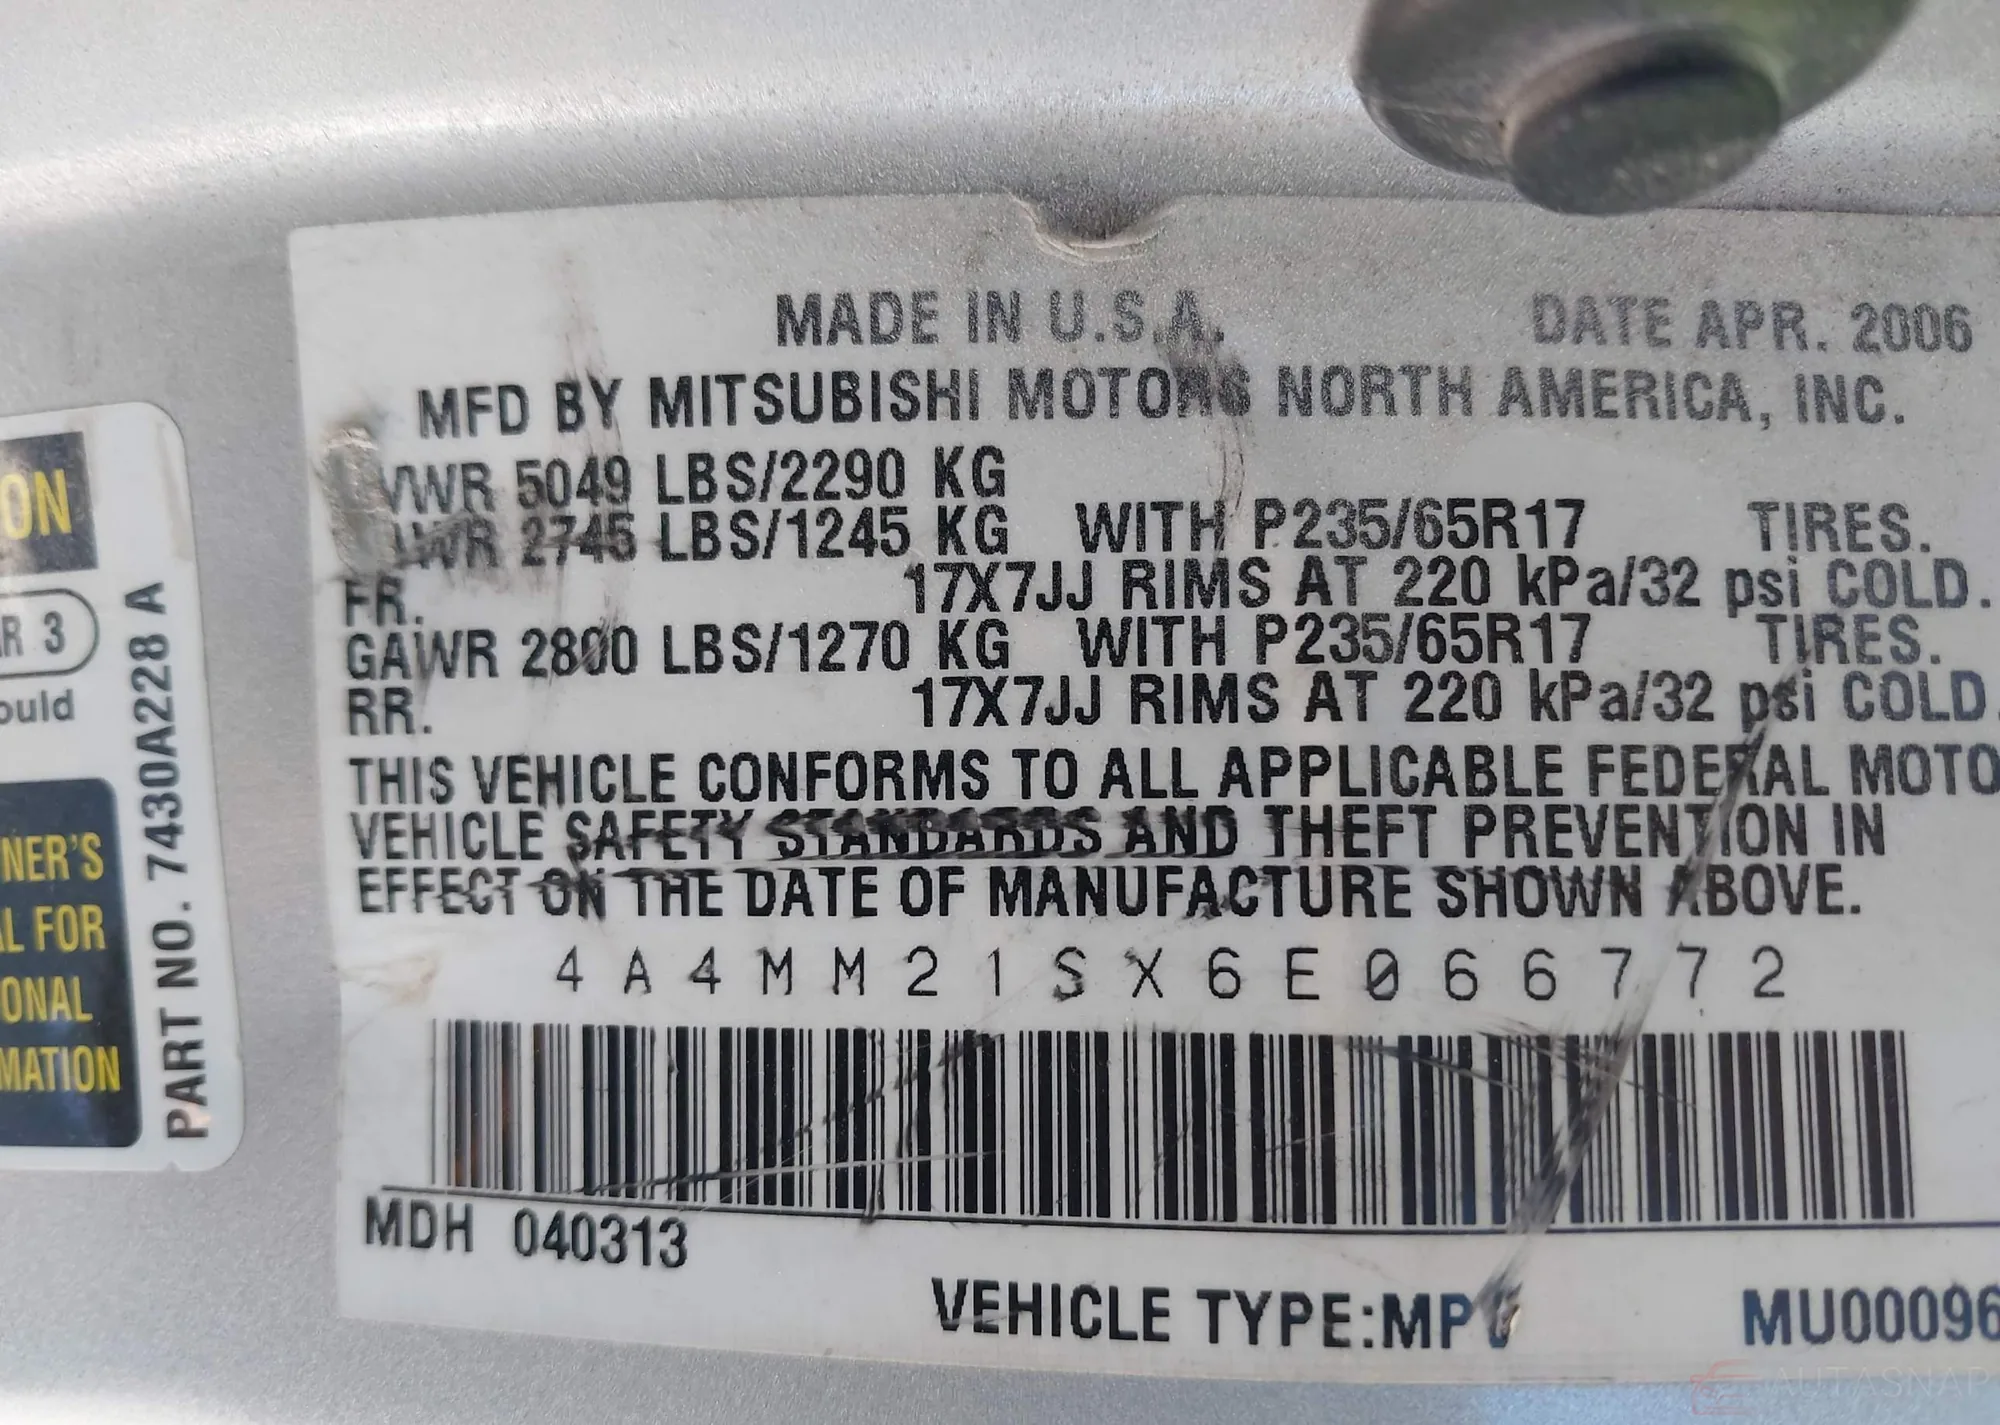 MADE IN U.S.A. DATE APR. 2006
MFD BY MITSUBISHI MOTORS NORTH AMERICA, INC.
VWR 5049 LBS/2290 KG
WR 2745 LBS/1245 KG WITH P235/65R17 TIRES.
FR. 17X7JJ RIMS AT 220 kPa/32 psi COLD.
GAWR 2800 LBS/1270 KG WITH P235/65R17 TIRES.
RR. 17X7JJ RIMS AT 220 kPa/32 psi COLD.
THIS VEHICLE CONFORMS TO ALL APPLICABLE FEDERAL MOTO
VEHICLE SAFETY STANDARDS AND THEFT PREVENTION IN
EFFECT ON THE DATE OF MANUFACTURE SHOWN ABOVE.
4A4MM21SX6E066772
MDH 040313
VEHICLE TYPE:MPV
MU00096
ON
R 3
ould
NER'S
L FOR
ONAL
MATION
PART NO. 7430A228 A
AUTASNAP